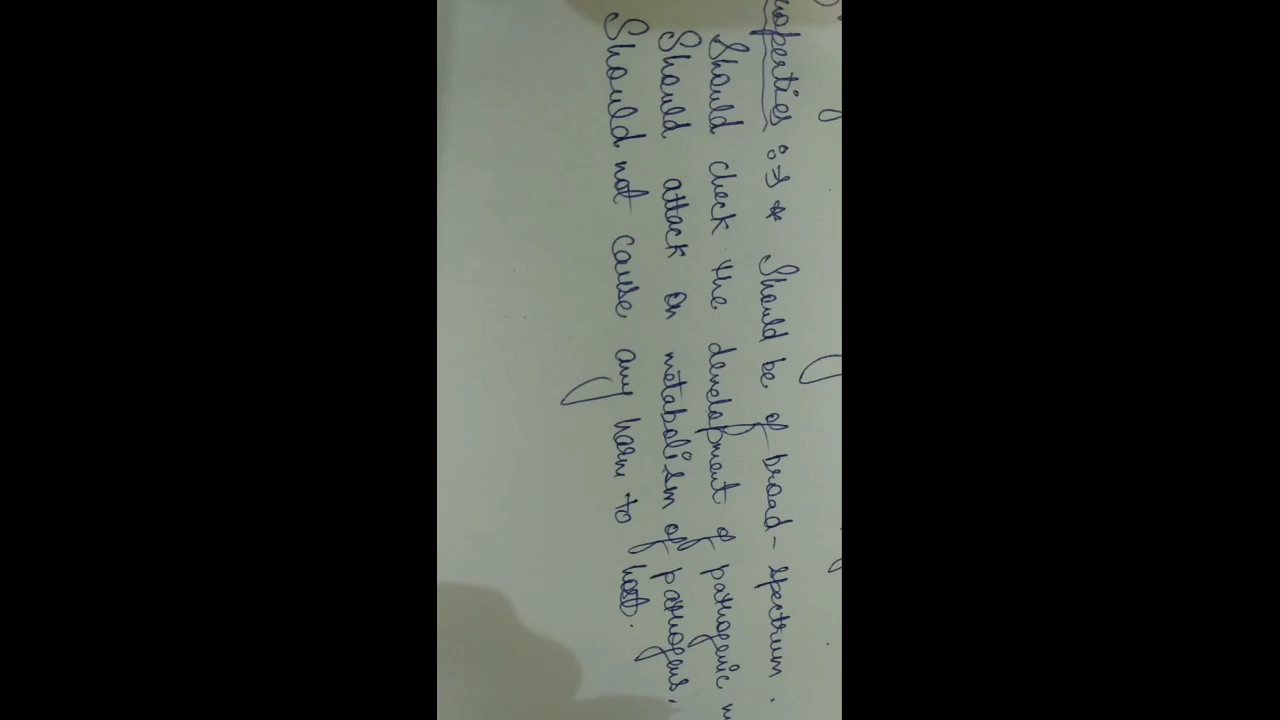 roperties :- * Should be of broad-spectrum.
Should check the development of pathogenic
Should attack on metabolism of pathogens.
Should not cause any harm to host.